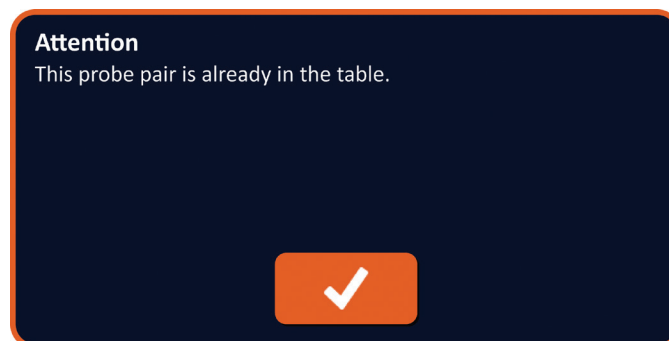 Attention
This probe pair is already in the table.